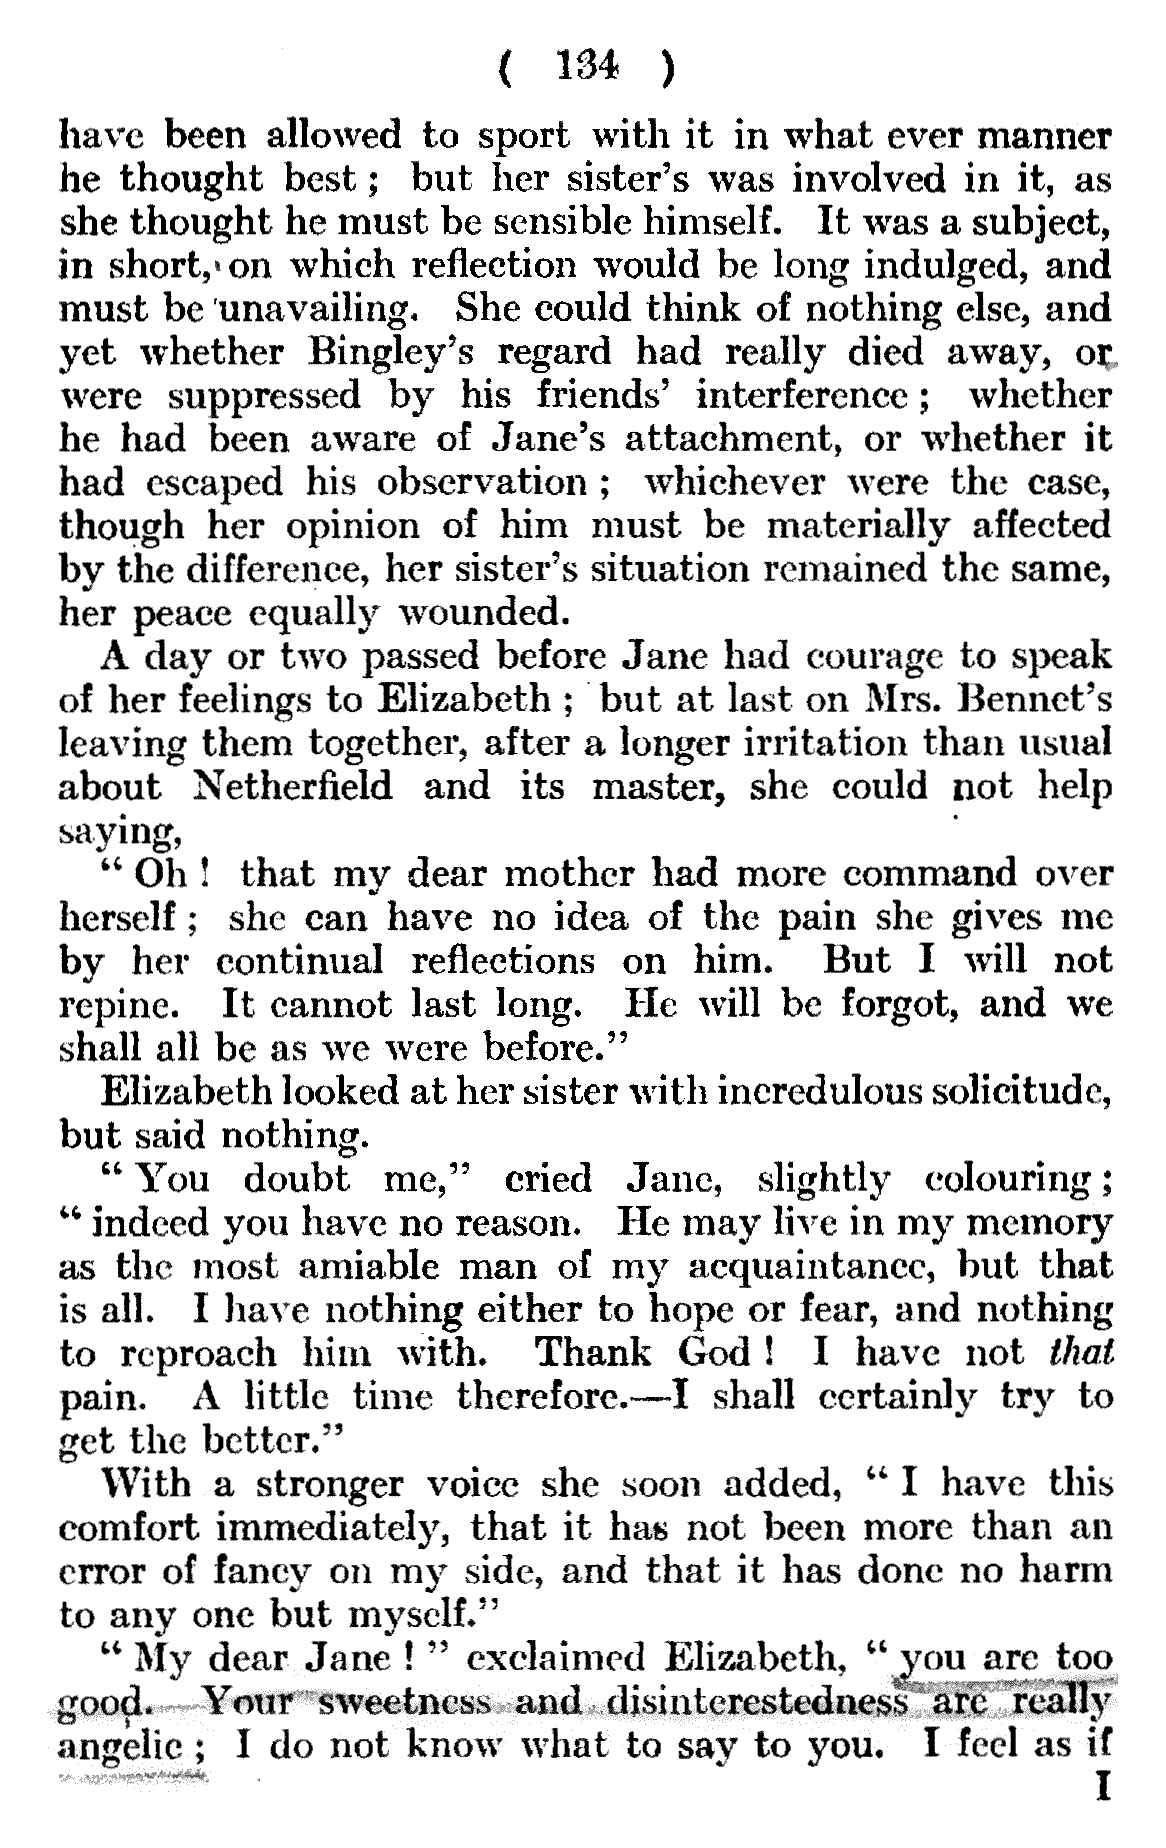 ( 134 )
have been allowed to sport with it in what ever manner
he thought best ; but her sister's was involved in it, as
she thought he must be sensible himself. It was a subject,
in short, on which reflection would be long indulged, and
must be unavailing. She could think of nothing else, and
yet whether Bingley's regard had really died away, or
were suppressed by his friends' interference ; whether
he had been aware of Jane's attachment, or whether it
had escaped his observation ; whichever were the case,
though her opinion of him must be materially affected
by the difference, her sister's situation remained the same,
her peace equally wounded.
A day or two passed before Jane had courage to speak
of her feelings to Elizabeth ; but at last on Mrs. Bennet's
leaving them together, after a longer irritation than usual
about Netherfield and its master, she could not help
saying,
“ Oh ! that my dear mother had more command over
herself ; she can have no idea of the pain she gives me
by her continual reflections on him. But I will not
repine. It cannot last long. He will be forgot, and we
shall all be as we were before.”
Elizabeth looked at her sister with incredulous solicitude,
but said nothing.
“ You doubt me,” cried Jane, slightly colouring ;
“ indeed you have no reason. He may live in my memory
as the most amiable man of my acquaintance, but that
is all. I have nothing either to hope or fear, and nothing
to reproach him with. Thank God ! I have not that
pain. A little time therefore.—I shall certainly try to
get the better.”
With a stronger voice she soon added, “ I have this
comfort immediately, that it has not been more than an
error of fancy on my side, and that it has done no harm
to any one but myself.”
“ My dear Jane ! ” exclaimed Elizabeth, “ you are too
good. Your sweetness and disinterestedness are really
angelic ; I do not know what to say to you. I feel as if
I